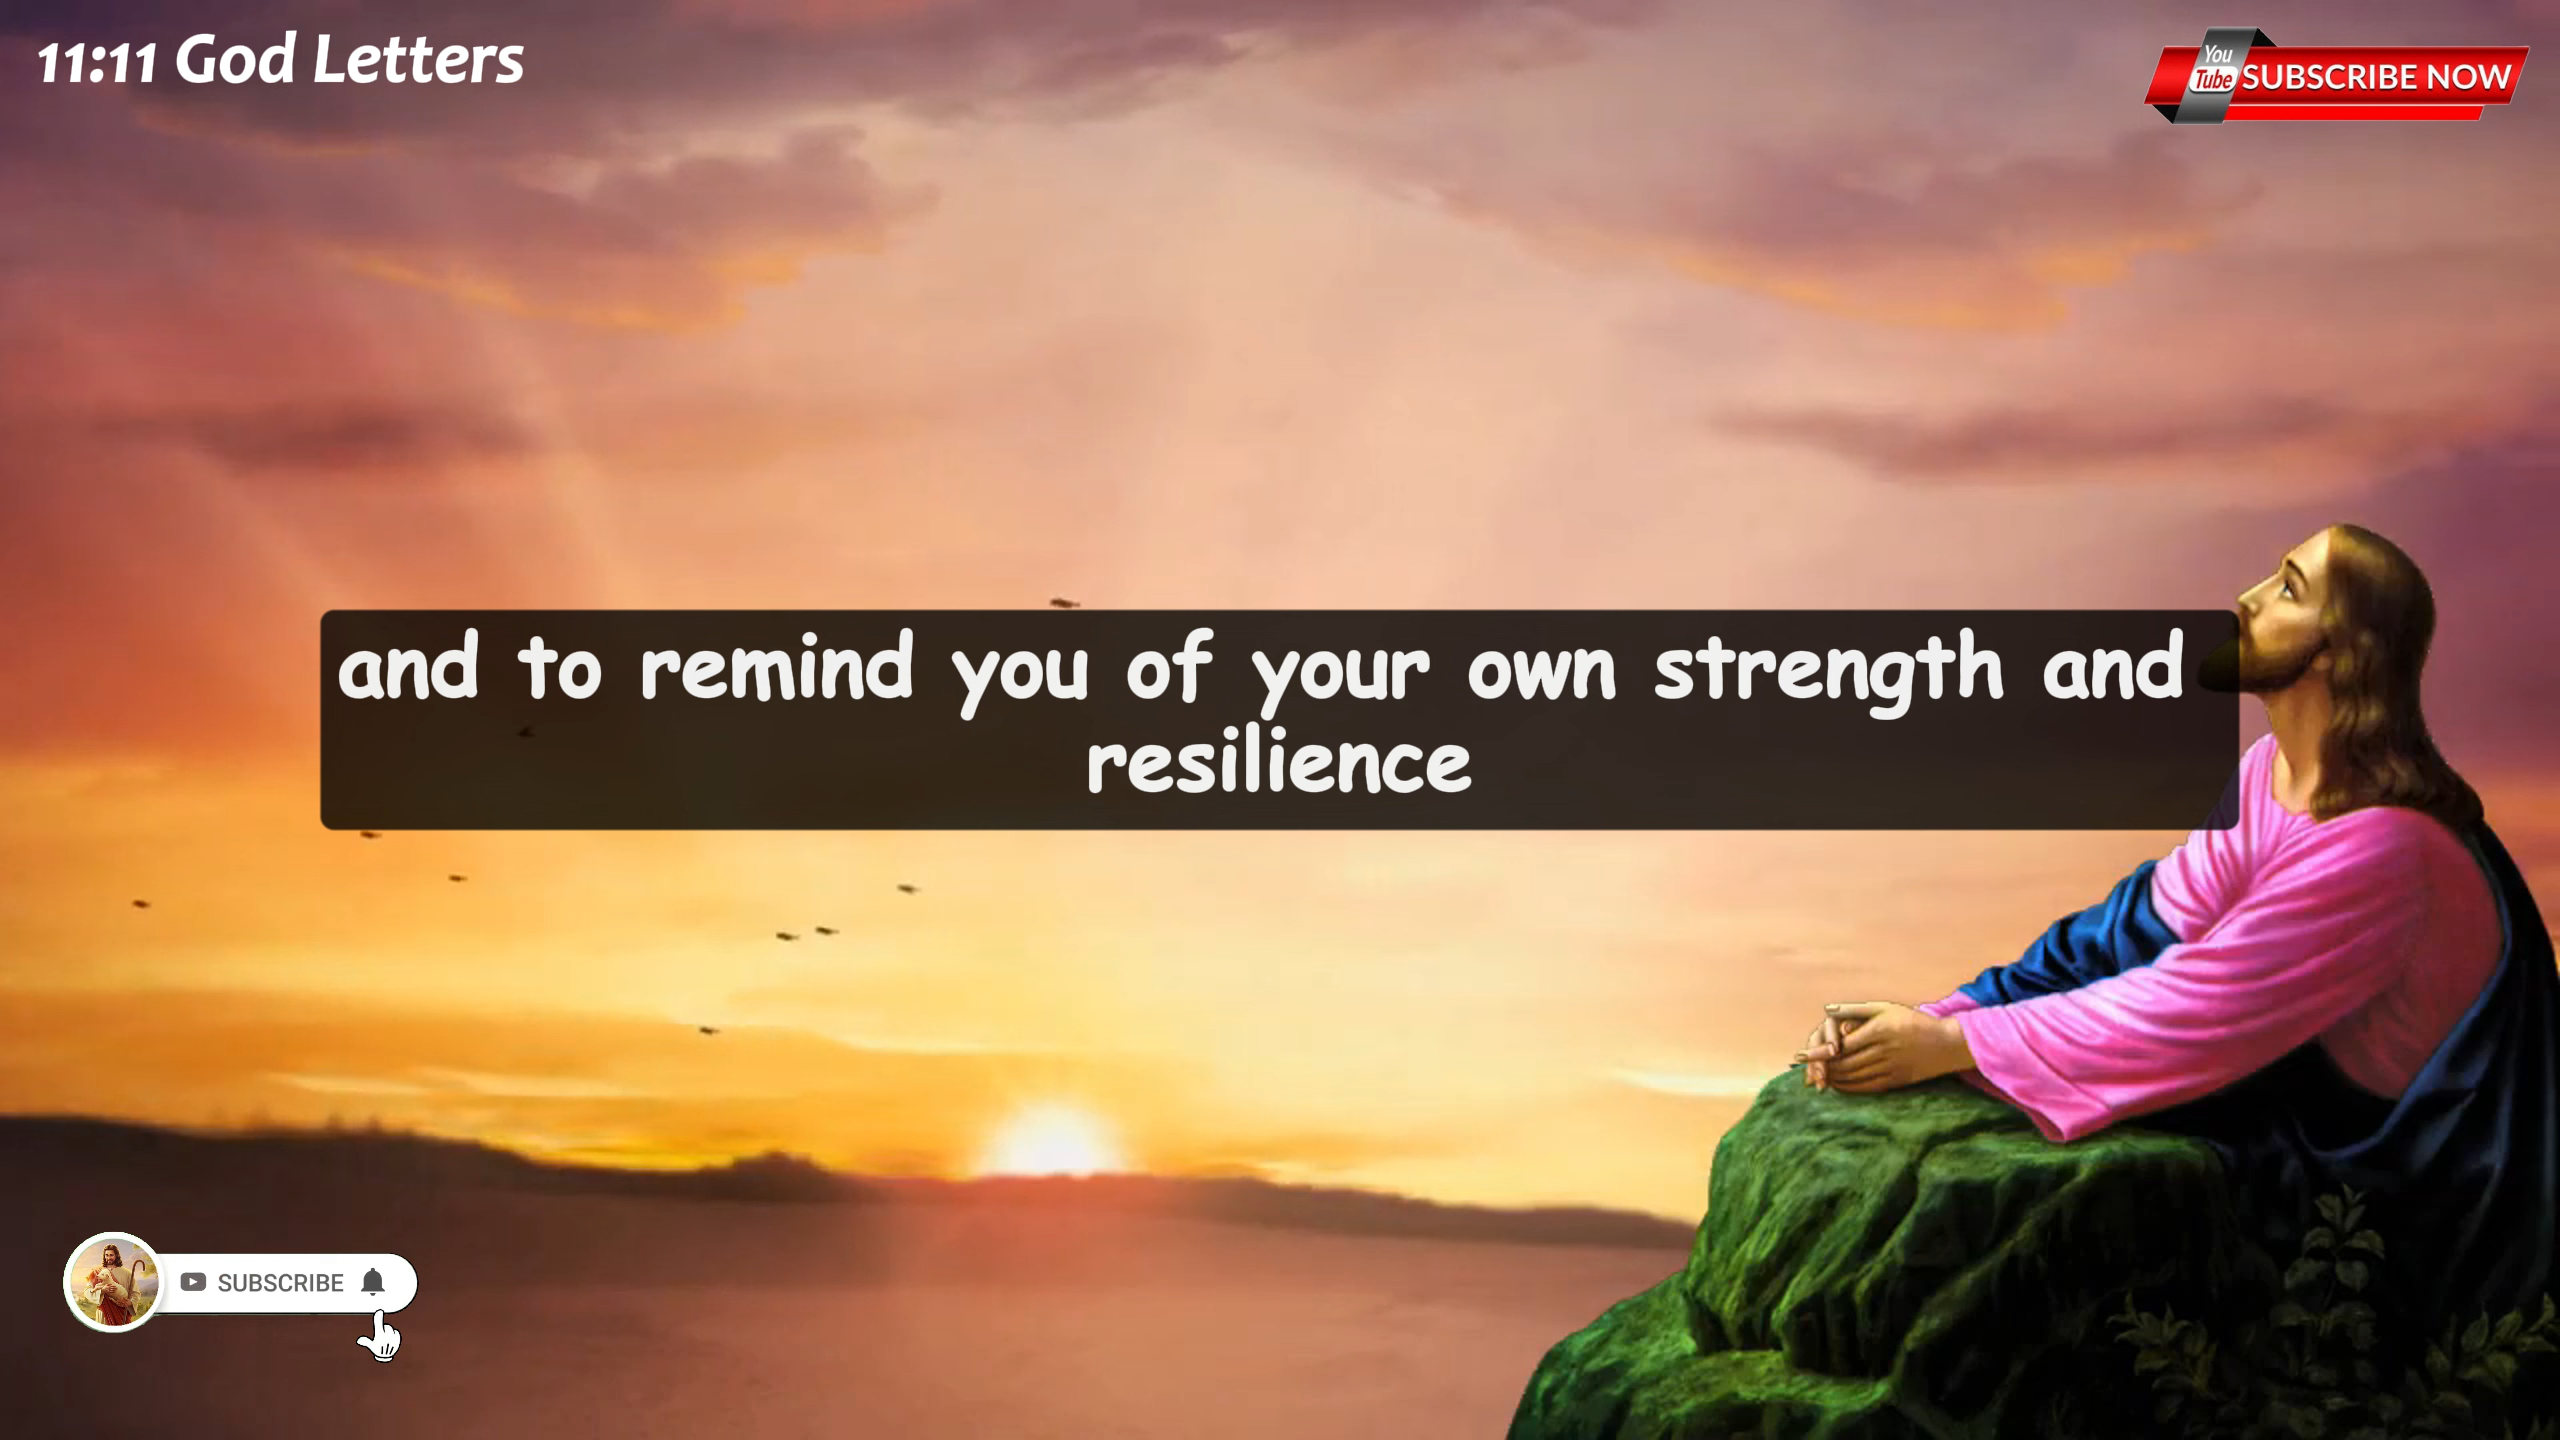 11:11 God Letters
You
Tube
SUBSCRIBE NOW
and to remind you of your own strength and
resilience
SUBSCRIBE